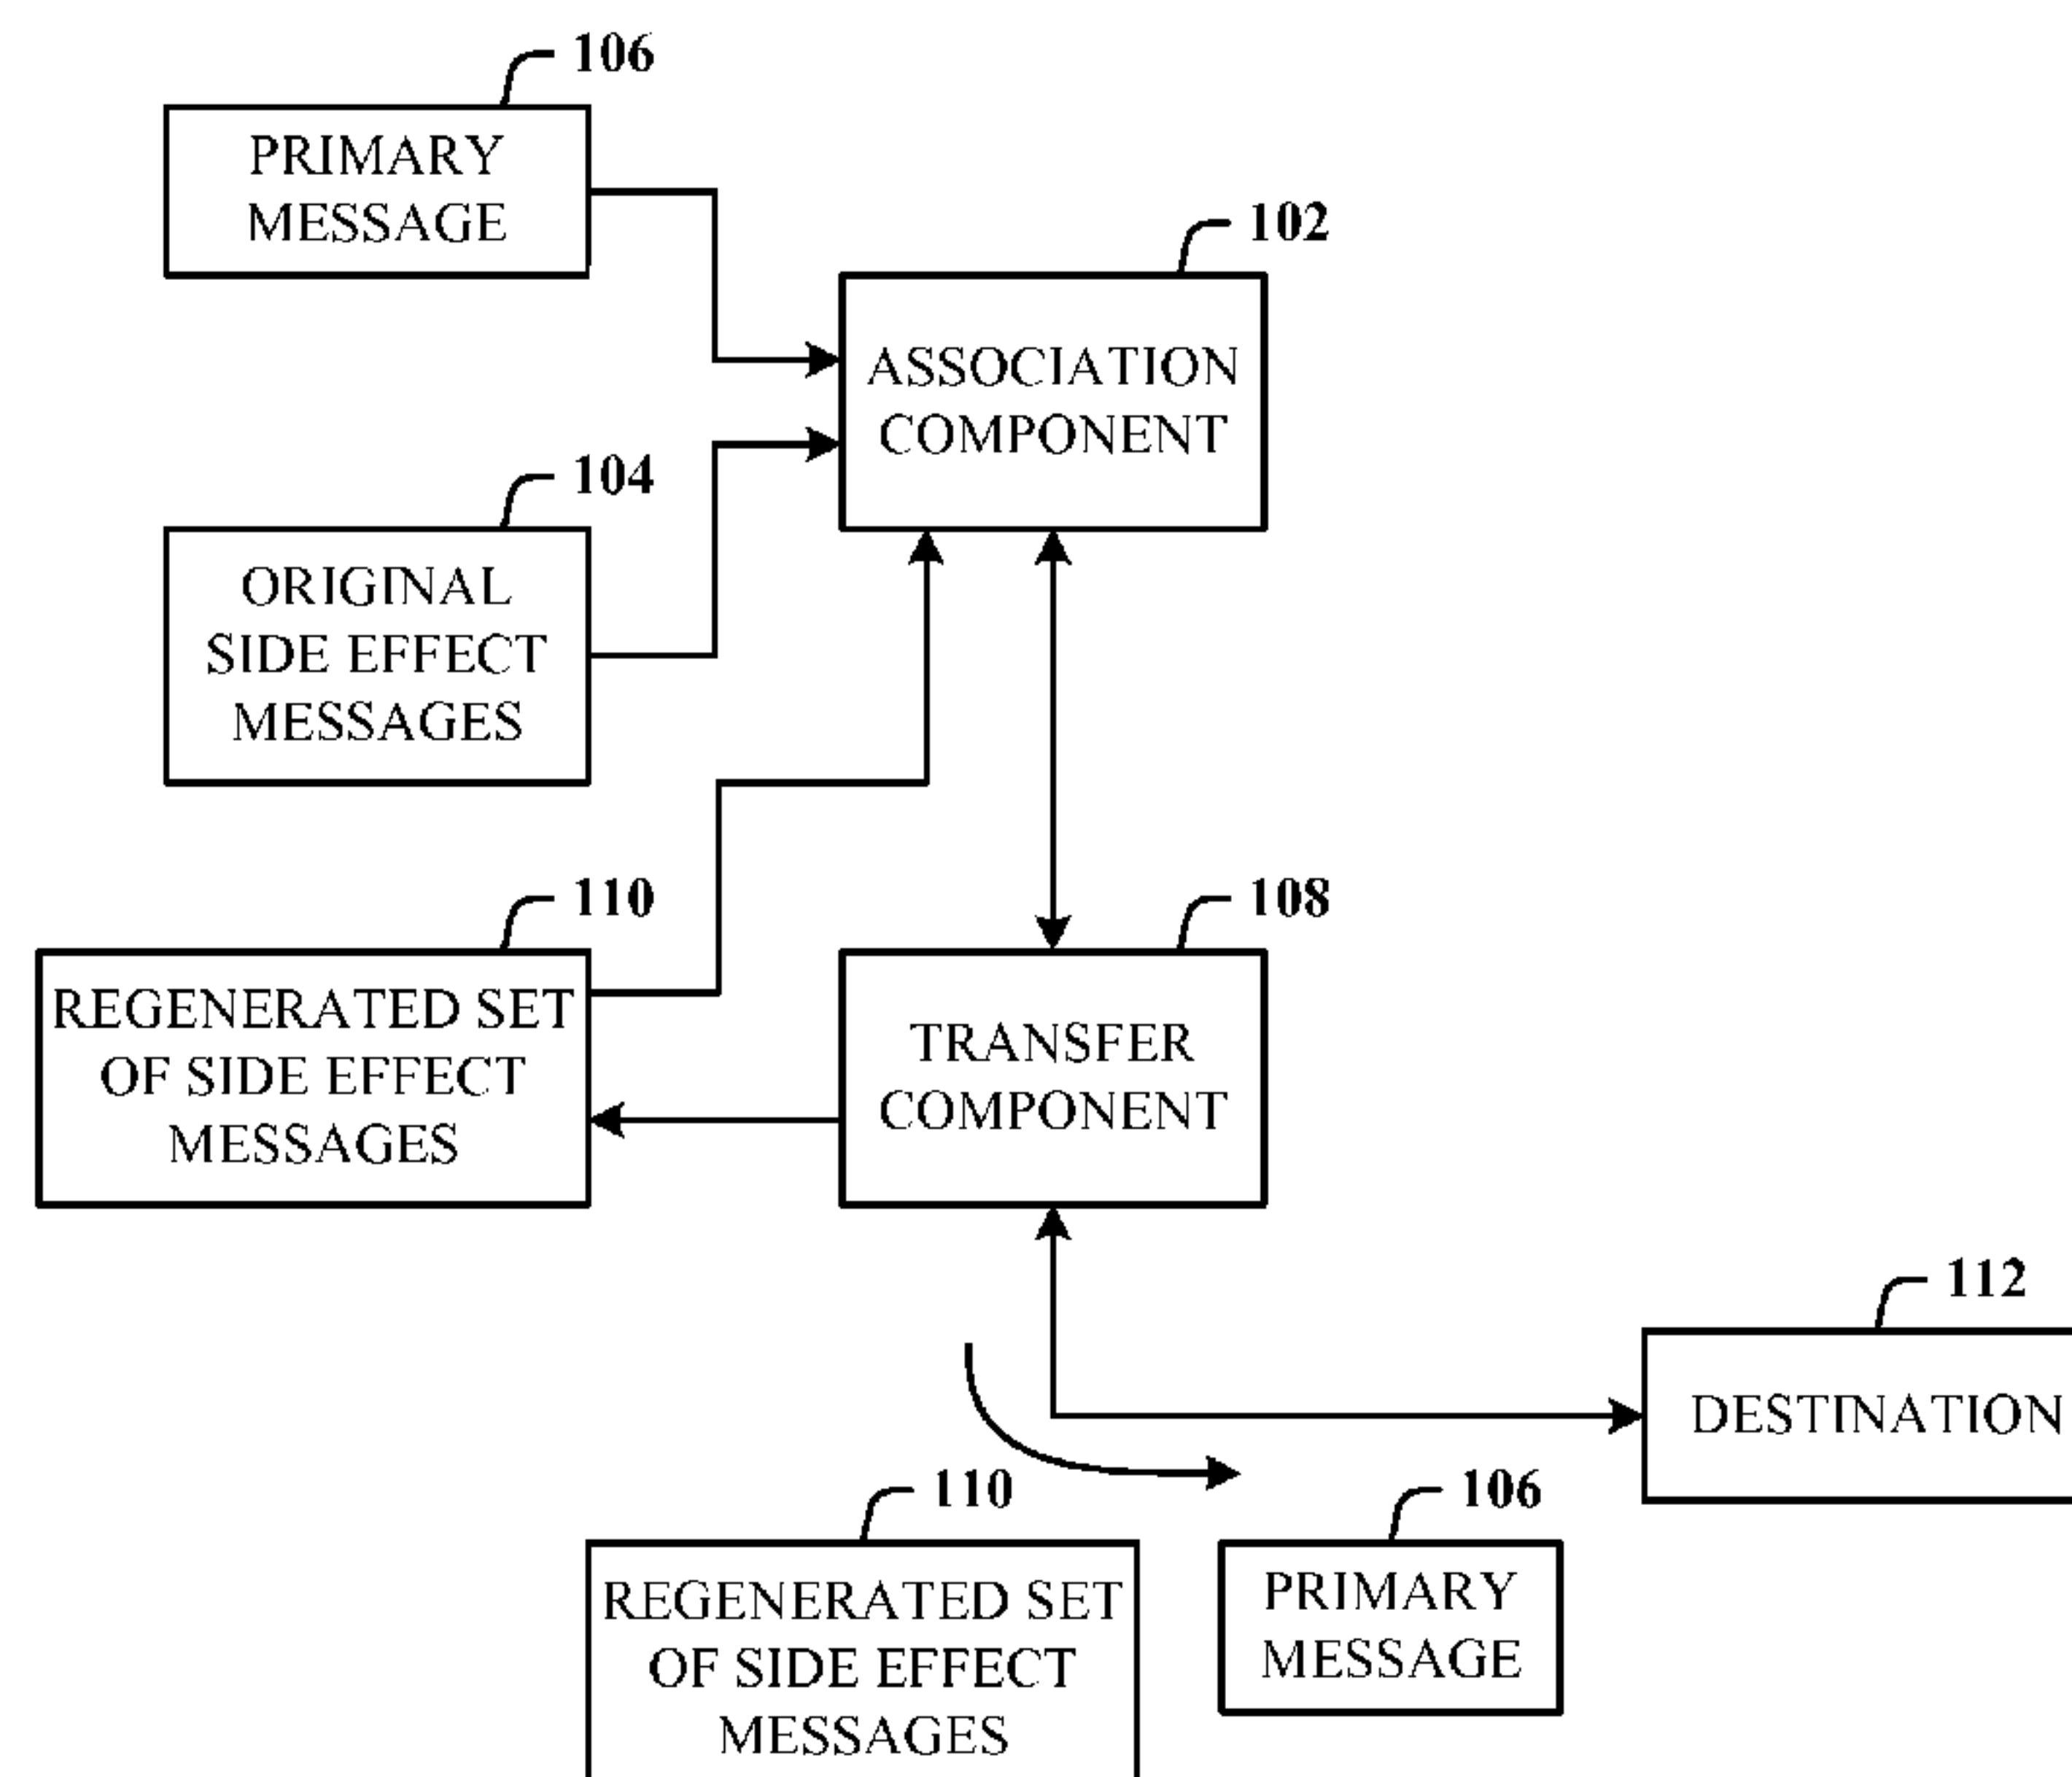 106
PRIMARY
MESSAGE
102
ASSOCIATION
COMPONENT
104
ORIGINAL
SIDE EFFECT
MESSAGES
110
REGENERATED SET
OF SIDE EFFECT
MESSAGES
108
TRANSFER
COMPONENT
112
DESTINATION
110
REGENERATED SET
OF SIDE EFFECT
MESSAGES
106
PRIMARY
MESSAGE